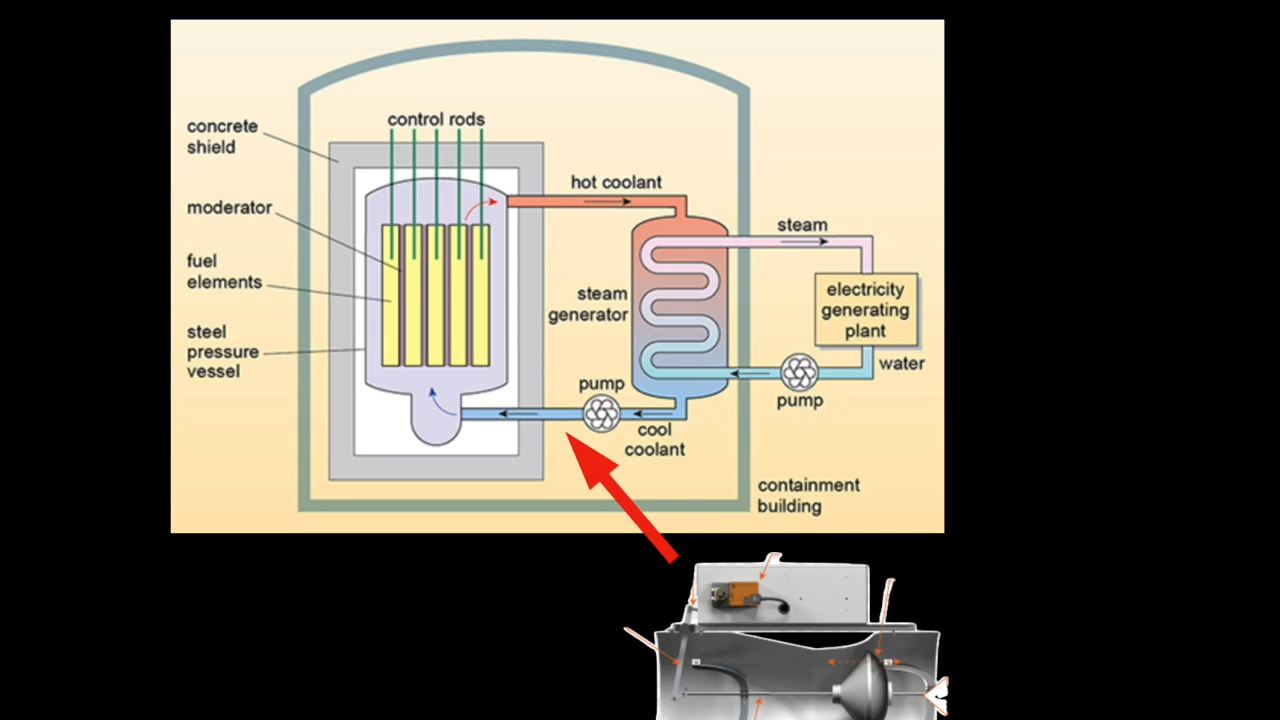 control rods
concrete
shield
hot coolant
moderator
steam
fuel
elements
electricity
generating
plant
steam
generator
steel
pressure
vessel
water
pump
pump
cool
coolant
containment
building